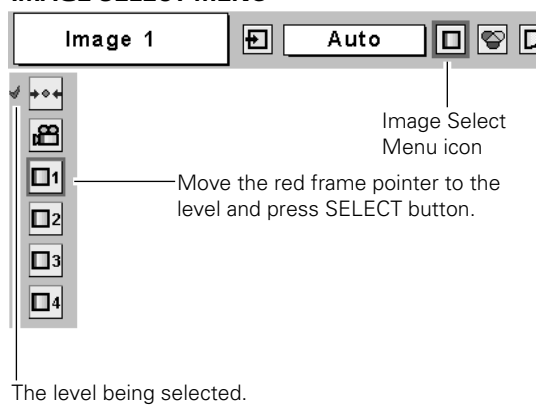 IMAGE SELECT MENU
Image 1
Auto
Image Select
Menu icon
Move the red frame pointer to the
level and press SELECT button.
1
2
3
4
The level being selected.